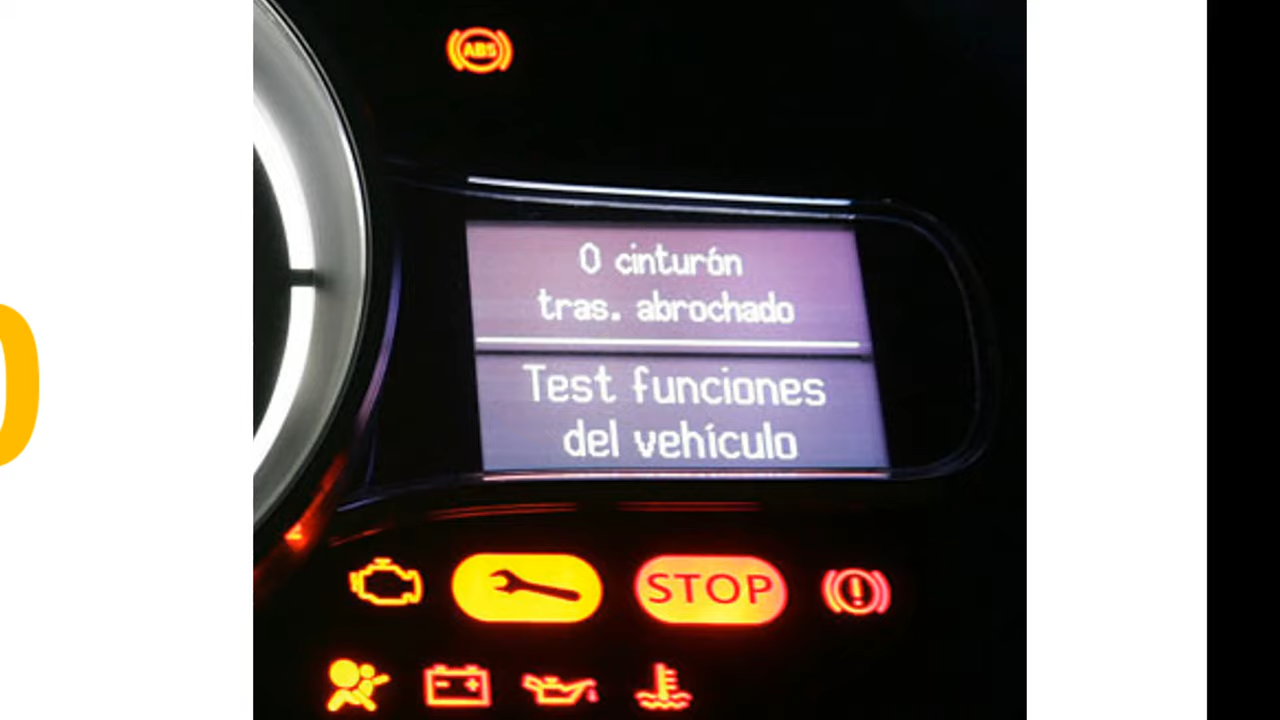 ABS
0 cinturón
tras. abrochado
Test funciones
del vehículo
STOP